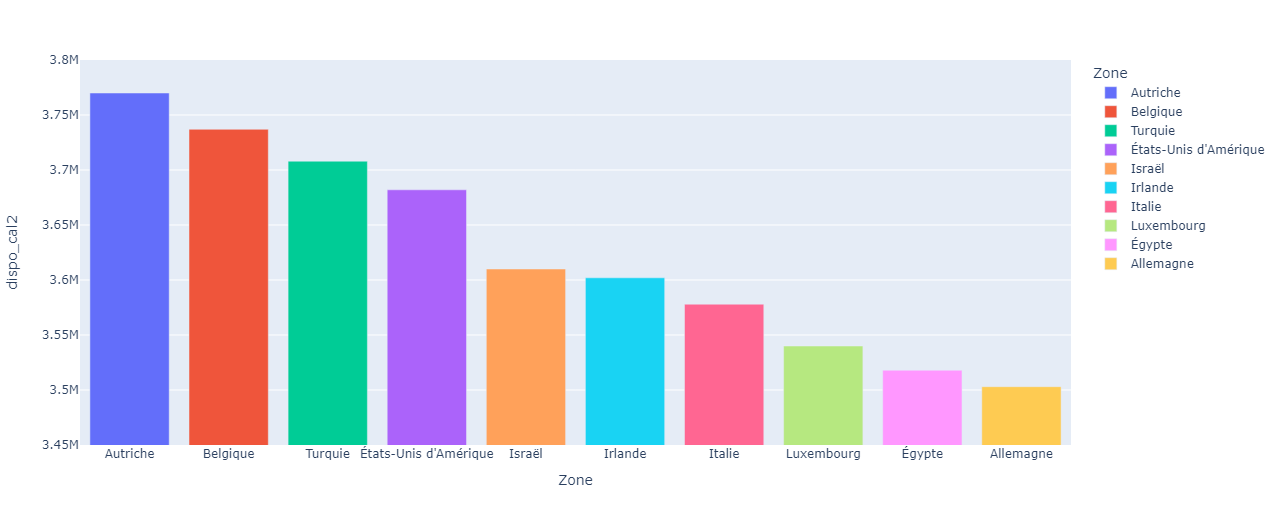 3.8M
3.75M
3.7M
3.65M
3.6M
3.55M
3.5M
3.45M
dispo_cal2
Autriche Belgique Turquie États-Unis d'Amérique Israël Irlande Italie Luxembourg Égypte Allemagne
Zone
Zone
Autriche
Belgique
Turquie
États-Unis d'Amérique
Israël
Irlande
Italie
Luxembourg
Égypte
Allemagne